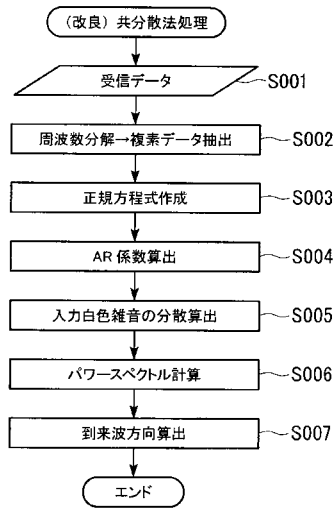 (改良)共分散法処理
受信データ S001
周波数分解→複素データ抽出 S002
正規方程式作成 S003
AR係数算出 S004
入力白色雑音の分散算出 S005
パワースペクトル計算 S006
到来波方向算出 S007
エンド